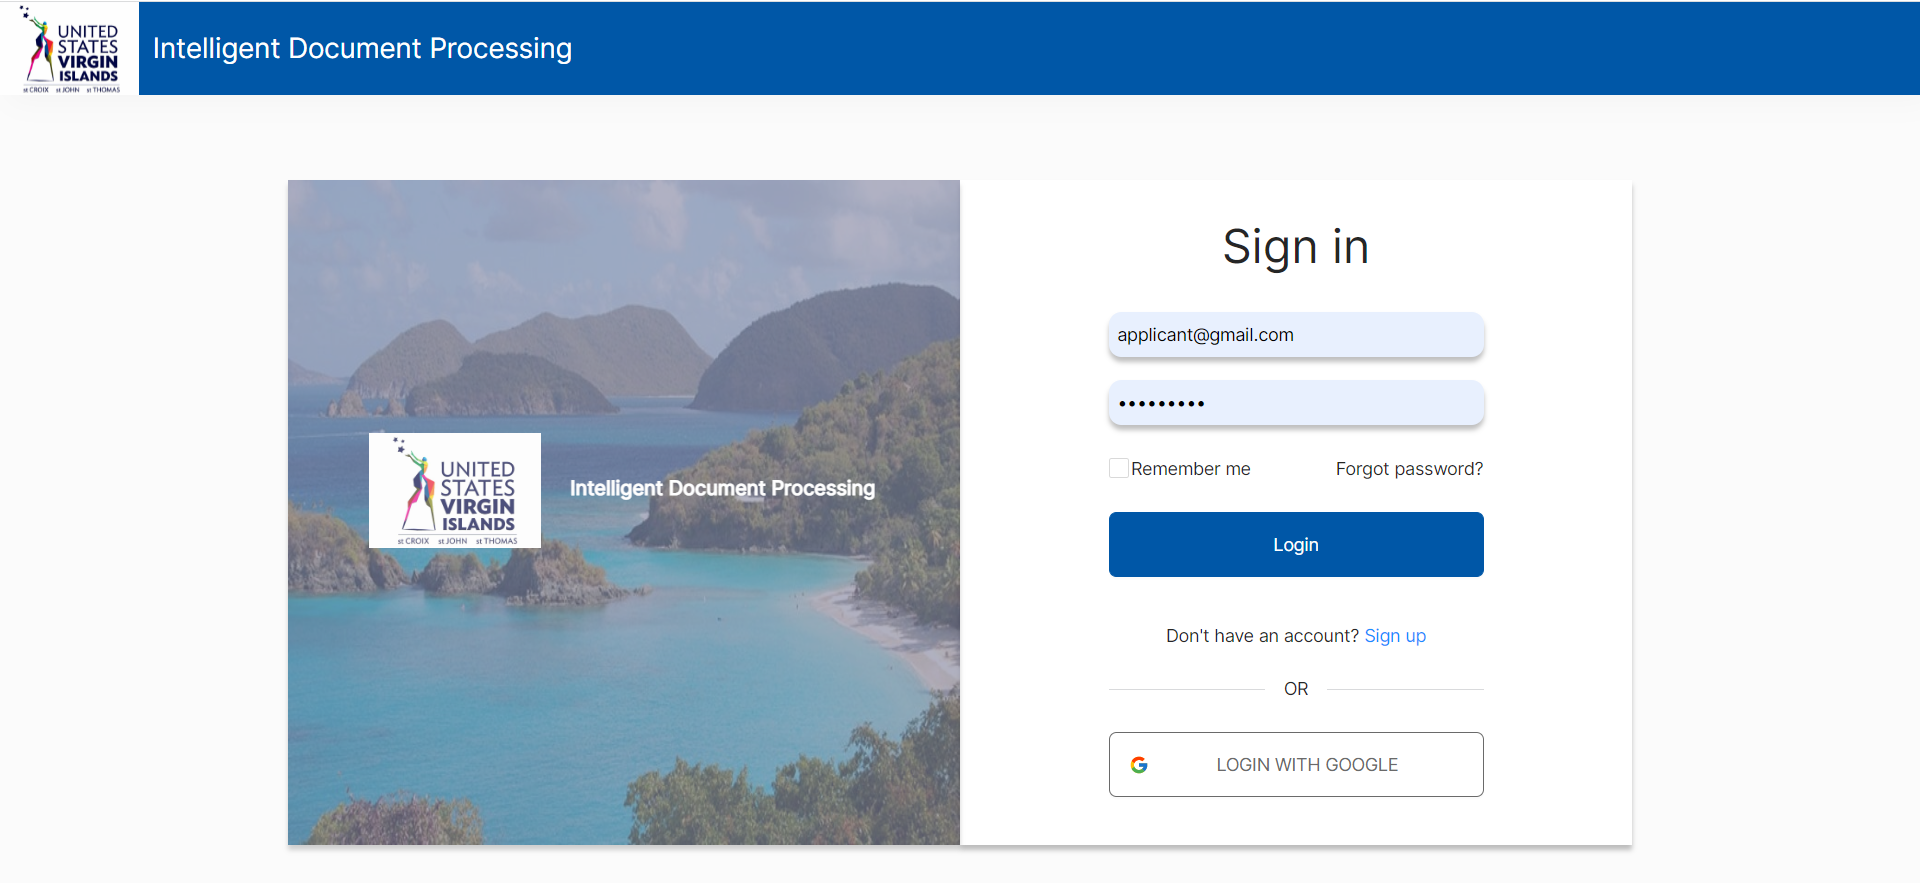 UNITED
STATES
VIRGIN
ISLANDS
st CROIX st JOHN st THOMAS
Intelligent Document Processing
UNITED
STATES
VIRGIN
ISLANDS
st CROIX st JOHN st THOMAS
Intelligent Document Processing
Sign in
applicant@gmail.com
•••••••••
Remember me Forgot password?
Login
Don't have an account? Sign up
OR
LOGIN WITH GOOGLE